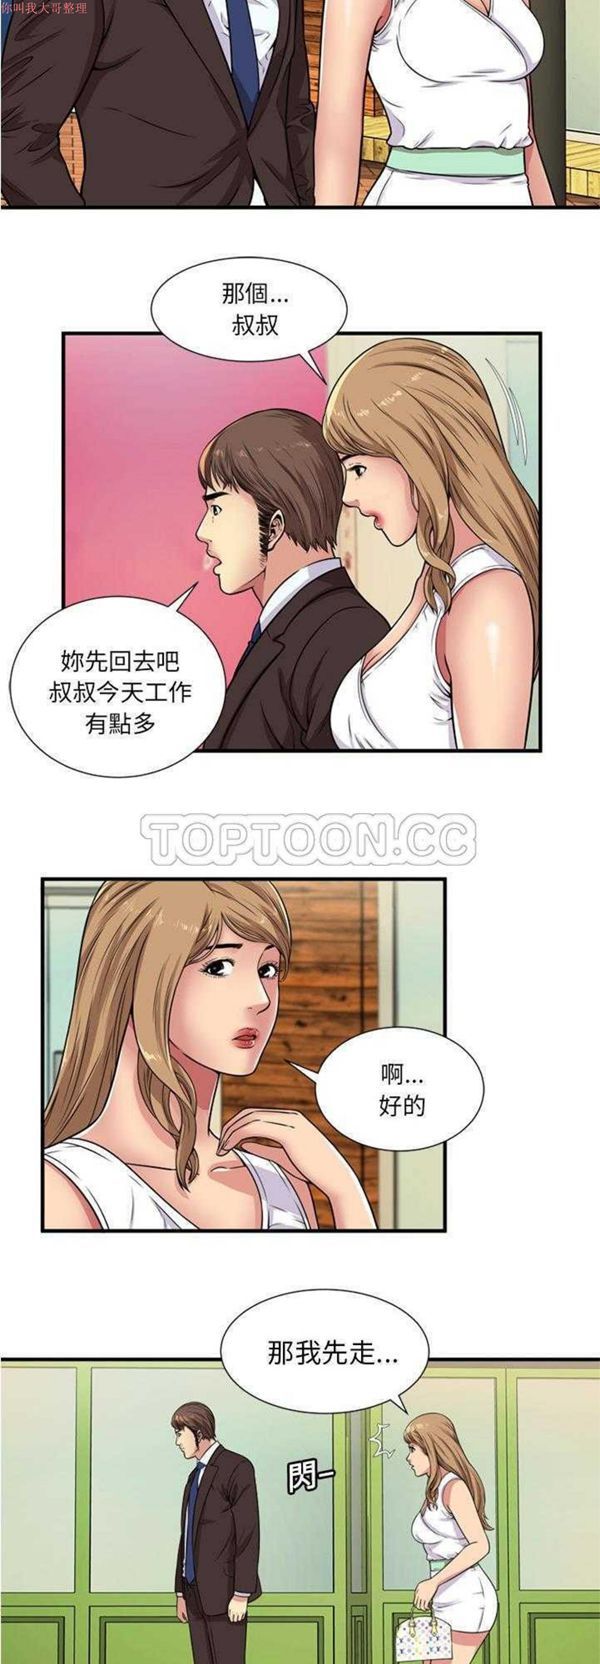 你叫我大哥整理
那個...
叔叔
妳先回去吧
叔叔今天工作
有點多
TOPTOON.CC
啊...
好的
那我先走...
閃-